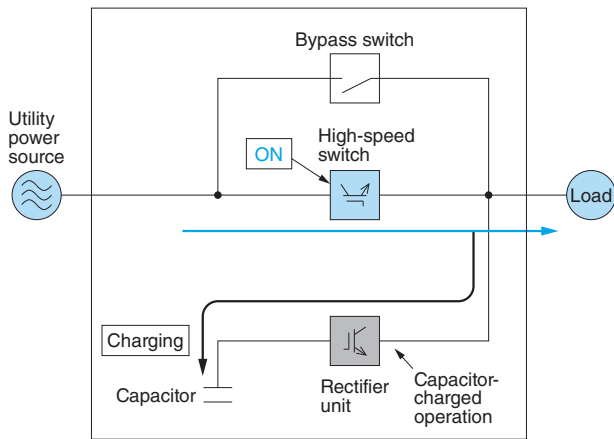 Bypass switch
Utility
power
source
High-speed
switch
ON
Load
Charging
Capacitor
Rectifier
unit
Capacitor-
charged
operation